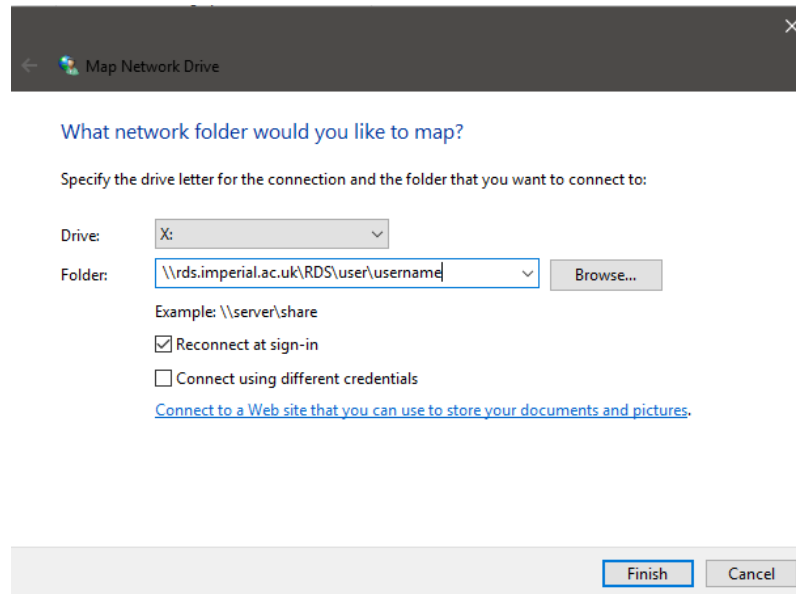 Map Network Drive
What network folder would you like to map?
Specify the drive letter for the connection and the folder that you want to connect to:
Drive: X:
Folder: \\rds.imperial.ac.uk\RDS\user\username Browse...
Example: \\server\share
Reconnect at sign-in
Connect using different credentials
Connect to a Web site that you can use to store your documents and pictures.
Finish Cancel